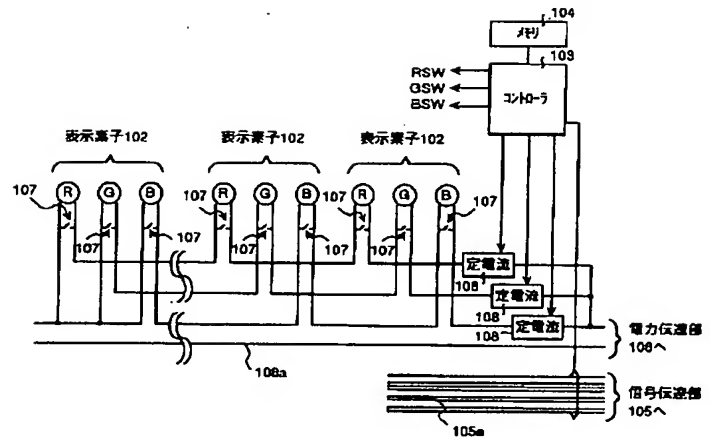 104
メモリ
103
RSW
GSW
BSW
コントローラ
表示素子102
表示素子102
表示素子102
R
G
B
R
G
B
R
G
B
107
107
107
107
107
107
107
107
107
定電流
108
定電流
108
定電流
108
電力伝達部
106へ
108a
信号伝達部
105へ
105a